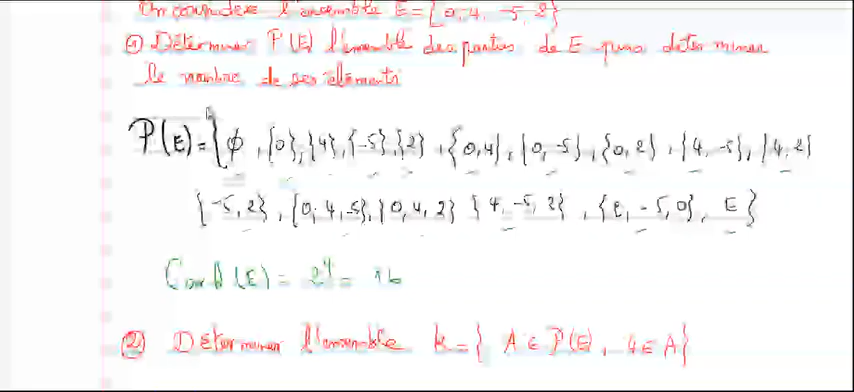 On considère l'ensemble E = {0, 4, -5, 2}
① Déterminer P(E) l'ensemble des parties de E puis déterminer
le nombre de ses éléments
P(E) = { ∅, {0}, {4}, {-5}, {2}, {0, 4}, {0, -5}, {0, 2}, {4, -5}, {4, 2}
{-5, 2}, {0, 4, -5}, {0, 4, 2} {4, -5, 2}, { , -5, 0}, E }
Card (E) = 2⁴ = 16
② Déterminer l'ensemble K = { A ∈ P(E), 4 ∈ A}